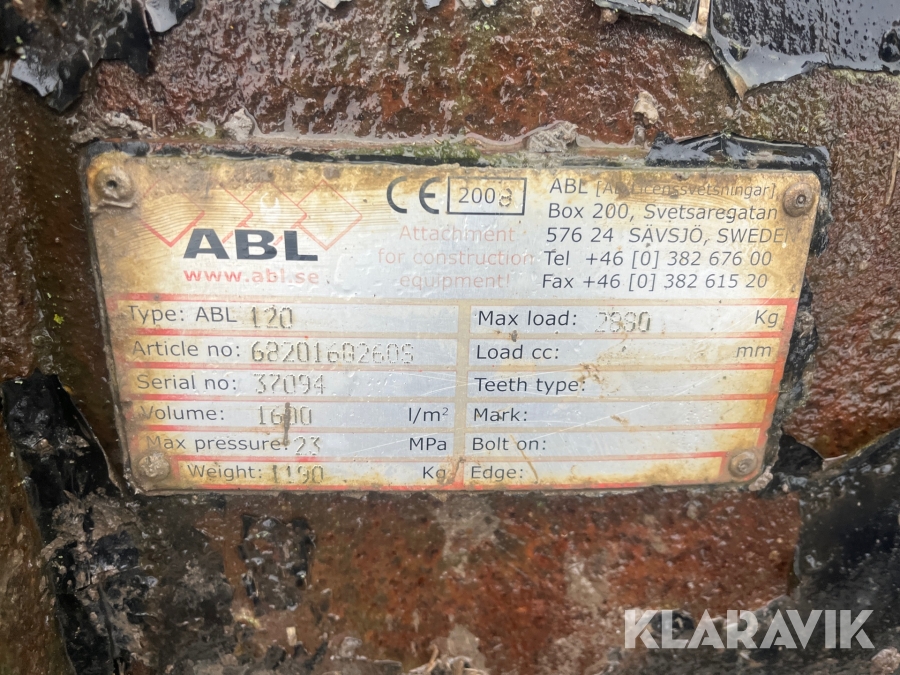 ABL
www.abl.se
CE 2008
Attachment
for construction
equipment!
ABL [ licenssvetsningar]
Box 200, Svetsaregatan
576 24 SÄVSJÖ, SWEDEN
Tel +46 [0] 382 676 00
Fax +46 [0] 382 615 20
Type: ABL 120
Max load: 2880 Kg
Article no:
Load cc: mm
Serial no: 37094
Teeth type:
Volume: 1600 l/m²
Mark:
Max pressure: 23 MPa
Bolt on:
Weight: 1190 Kg
Edge:
KLARAVIK